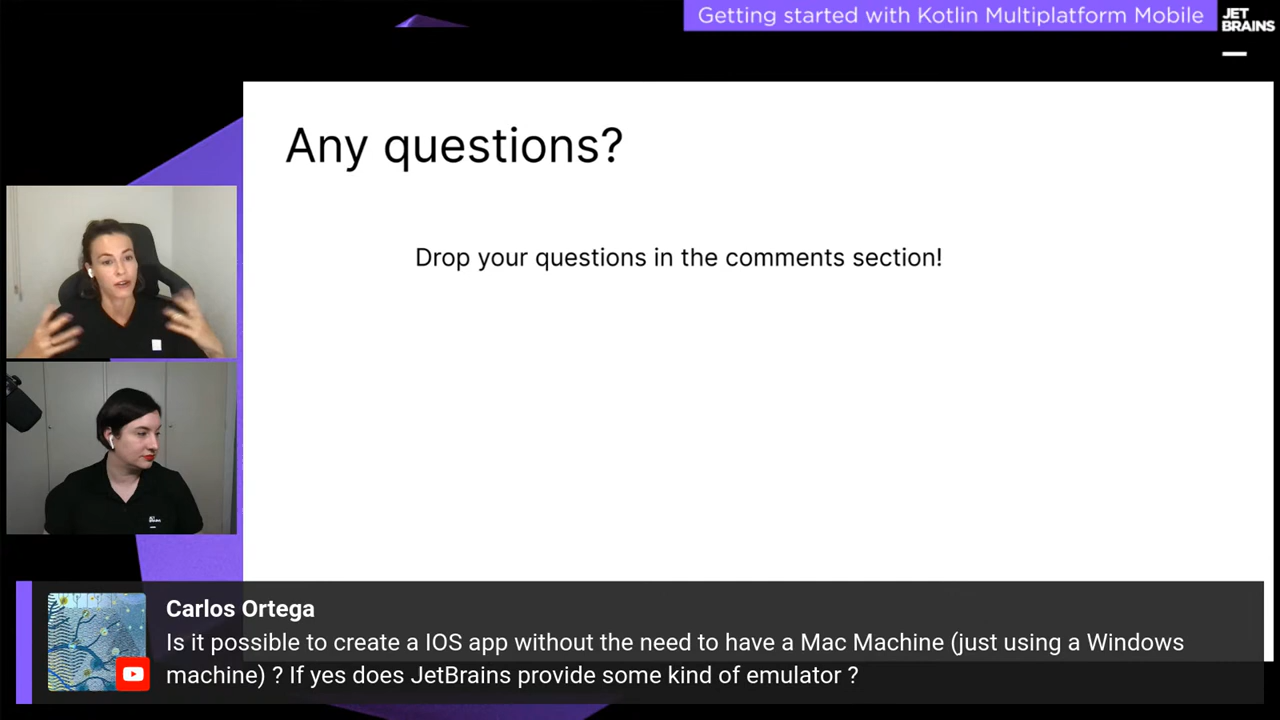 Getting started with Kotlin Multiplatform Mobile
JET
BRAINS
Any questions?
Drop your questions in the comments section!
JET
BRAINS
Carlos Ortega
Is it possible to create a IOS app without the need to have a Mac Machine (just using a Windows
machine) ? If yes does JetBrains provide some kind of emulator ?